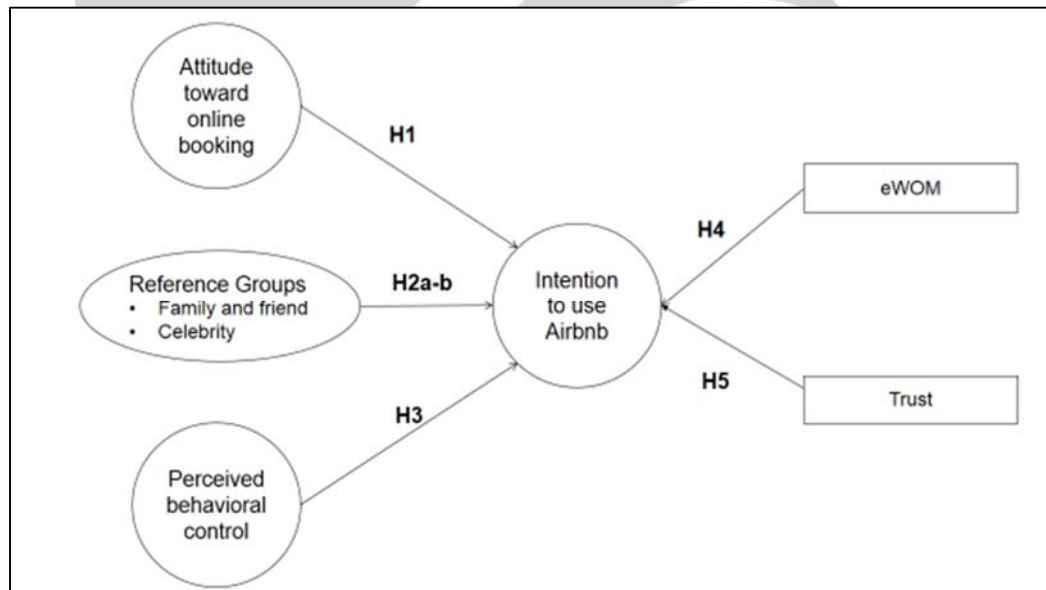 Attitude
toward
online
booking
H1
Reference Groups
• Family and friend
• Celebrity
H2a-b
Perceived
behavioral
control
H3
Intention
to use
Airbnb
H4
eWOM
H5
Trust